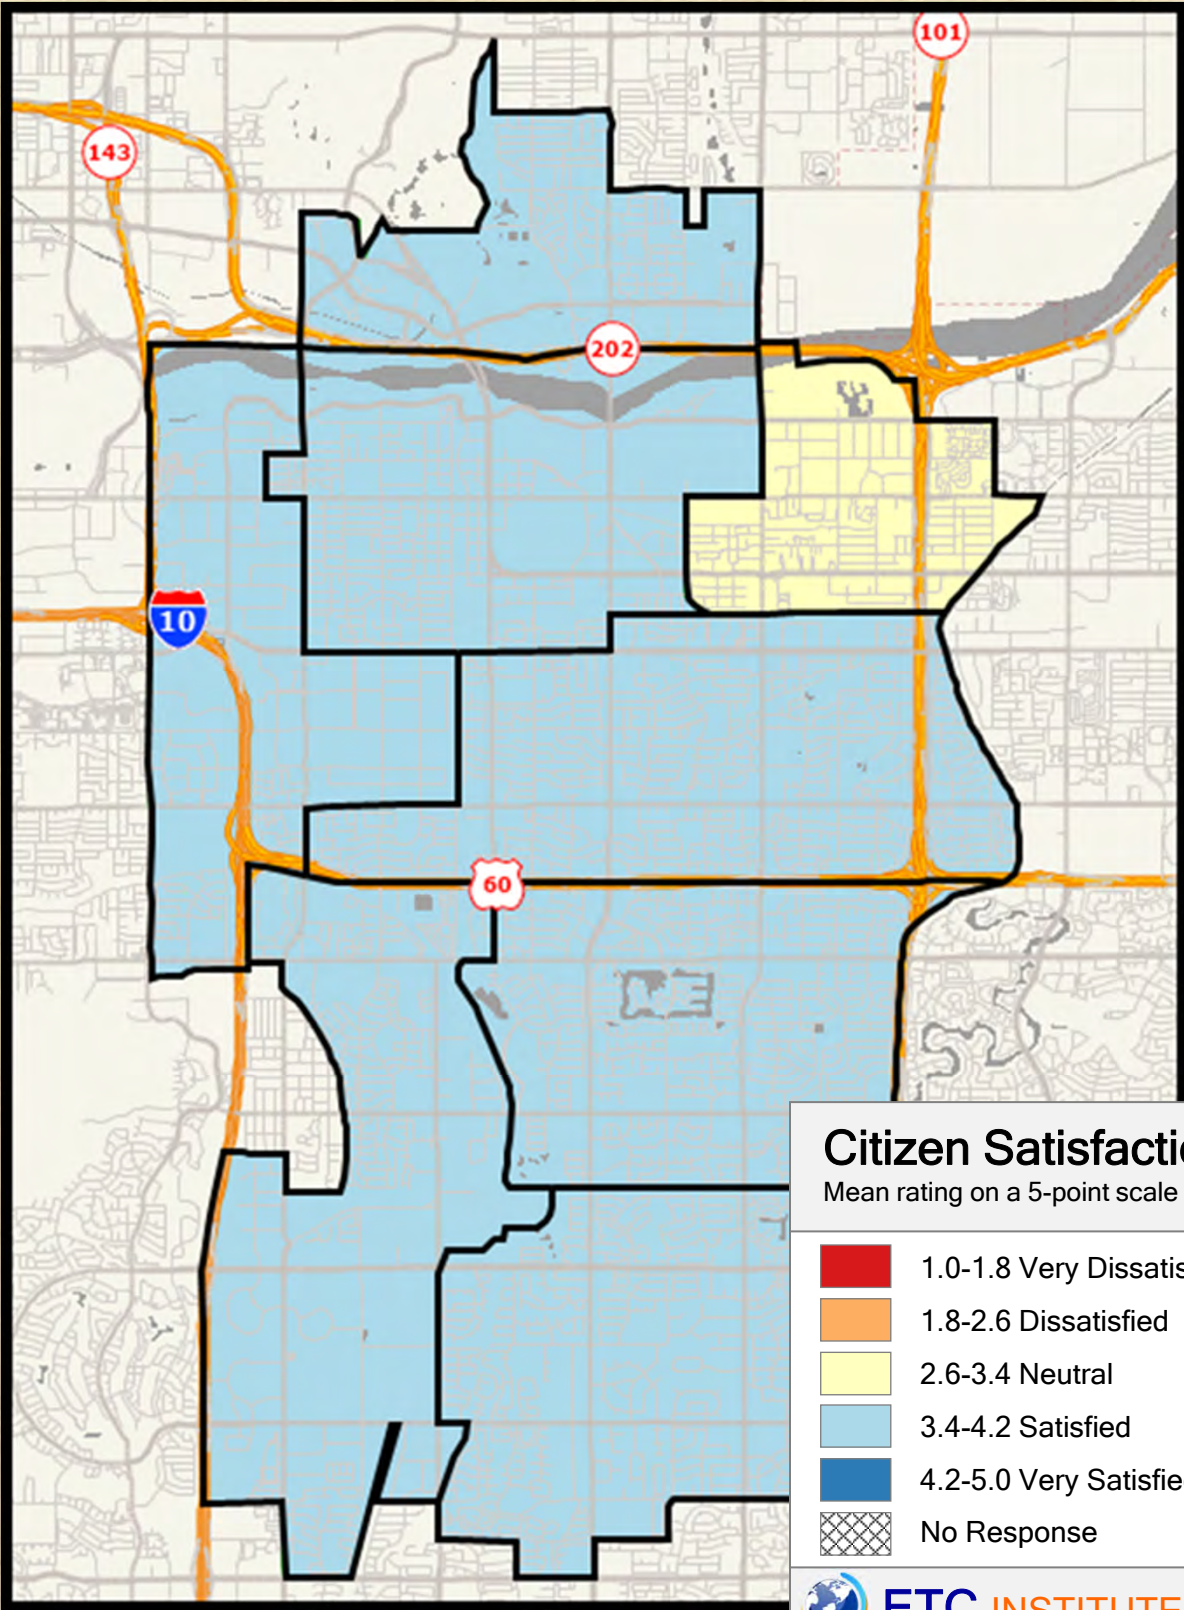 101
143
202
10
60
Citizen Satisfacti
Mean rating on a 5-point scale
1.0-1.8 Very Dissatis
1.8-2.6 Dissatisfied
2.6-3.4 Neutral
3.4-4.2 Satisfied
4.2-5.0 Very Satisfie
No Response
ETC INSTITUTE